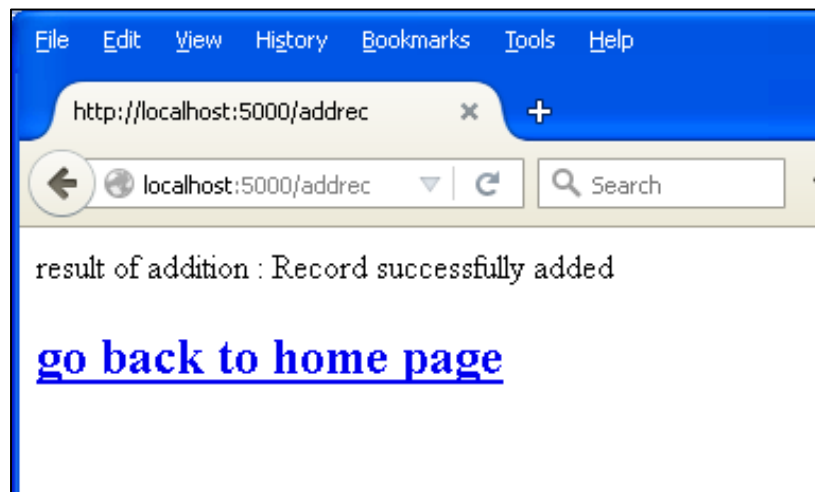 File Edit View History Bookmarks Tools Help
http://localhost:5000/addrec
localhost:5000/addrec Search
result of addition : Record successfully added
go back to home page